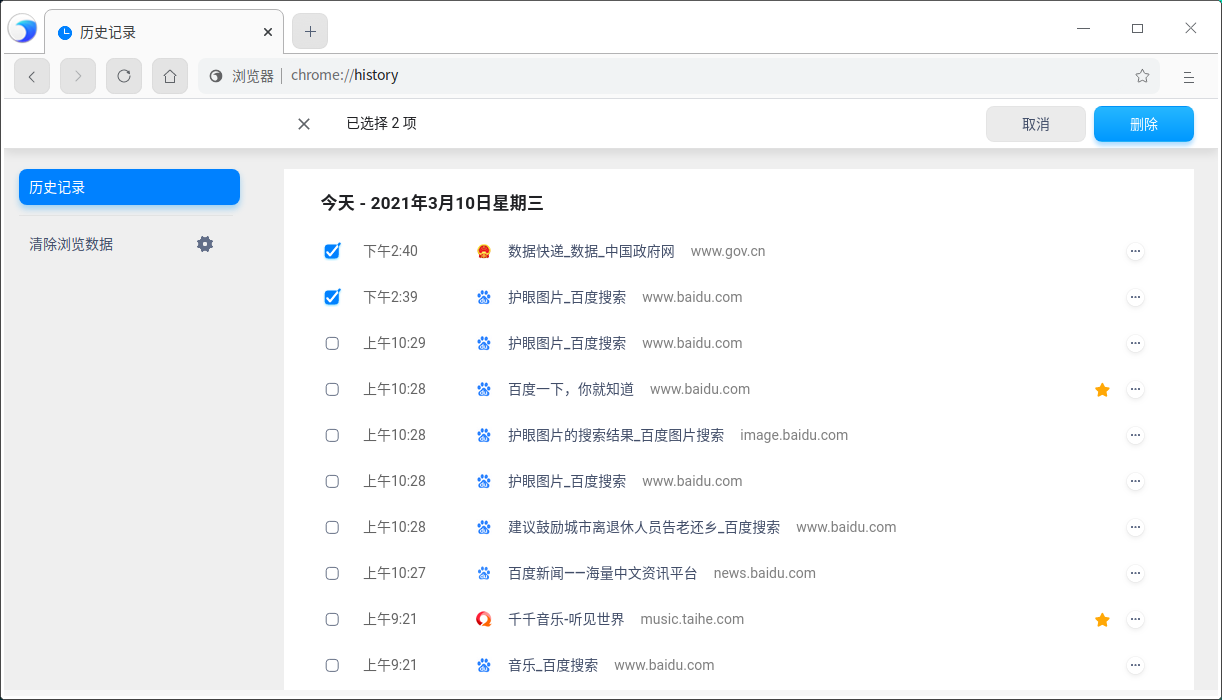 历史记录
浏览器 | chrome://history
已选择 2 项 取消 删除
历史记录
清除浏览数据
今天 - 2021年3月10日星期三
下午2:40 数据快递_数据_中国政府网 www.gov.cn
下午2:39 护眼图片_百度搜索 www.baidu.com
上午10:29 护眼图片_百度搜索 www.baidu.com
上午10:28 百度一下，你就知道 www.baidu.com
上午10:28 护眼图片的搜索结果_百度图片搜索 image.baidu.com
上午10:28 护眼图片_百度搜索 www.baidu.com
上午10:28 建议鼓励城市离退休人员告老还乡_百度搜索 www.baidu.com
上午10:27 百度新闻——海量中文资讯平台 news.baidu.com
上午9:21 千千音乐-听见世界 music.taihe.com
上午9:21 音乐_百度搜索 www.baidu.com